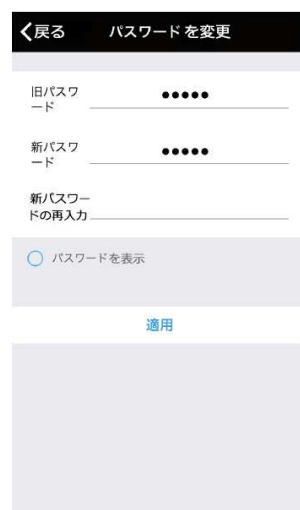 戻る パスワードを変更
旧パスワ
ード
●●●●●
新パスワ
ード
●●●●●
新パスワー
ドの再入力
パスワードを表示
適用